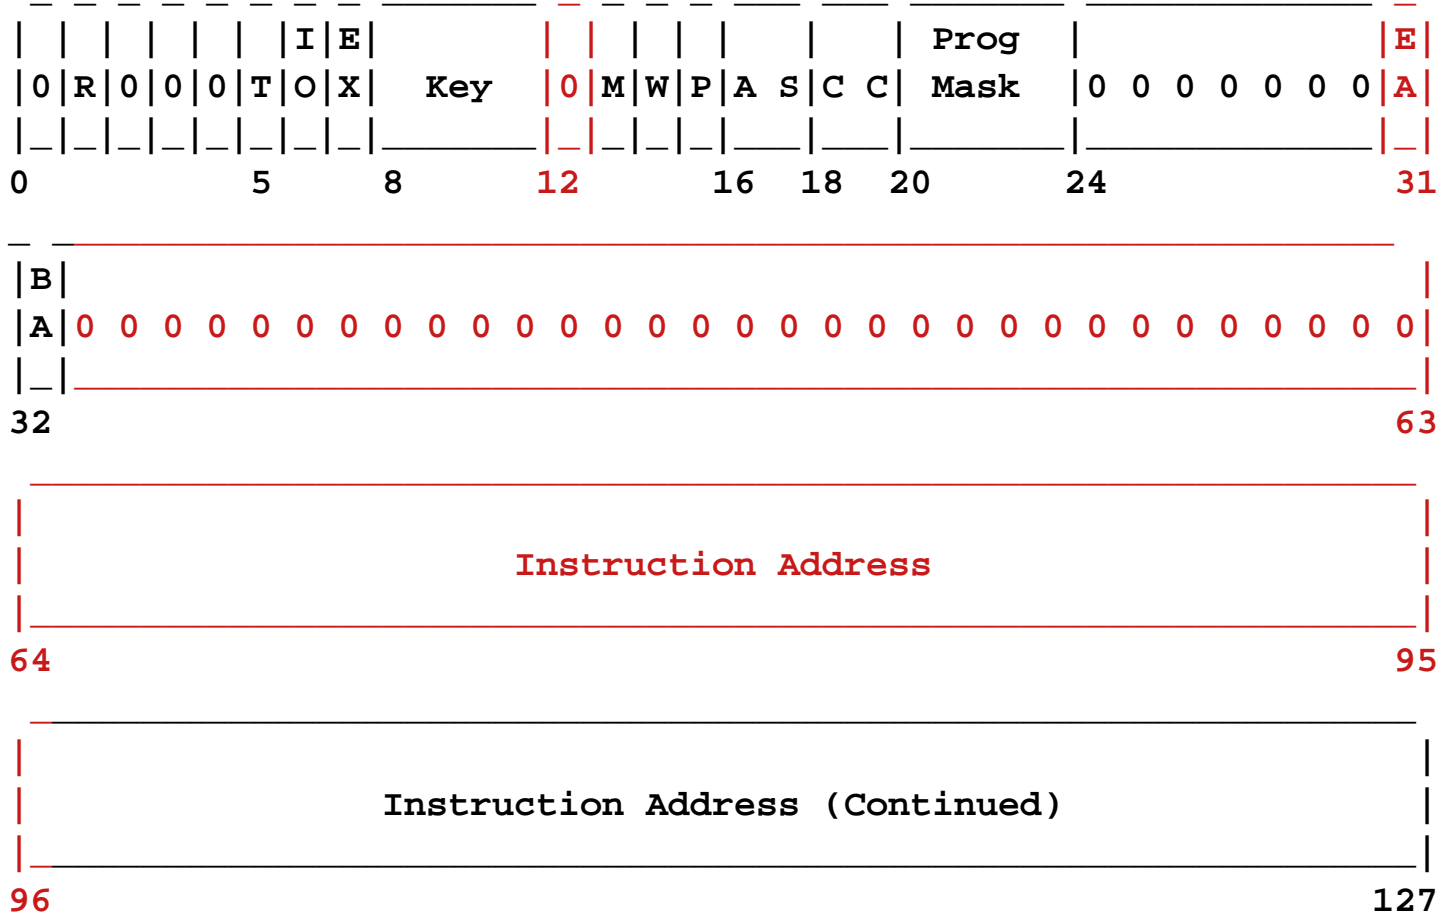 |I|E| Prog |E|
|0|R|0|0|0|T|O|X| Key |0|M|W|P|A S|C C| Mask |0 0 0 0 0 0 0|A|
0 5 8 12 16 18 20 24 31
|B|
|A|0 0 0 0 0 0 0 0 0 0 0 0 0 0 0 0 0 0 0 0 0 0 0 0 0 0 0 0 0 0 0|
32 63
| Instruction Address |
64 95
| Instruction Address (Continued) |
96 127